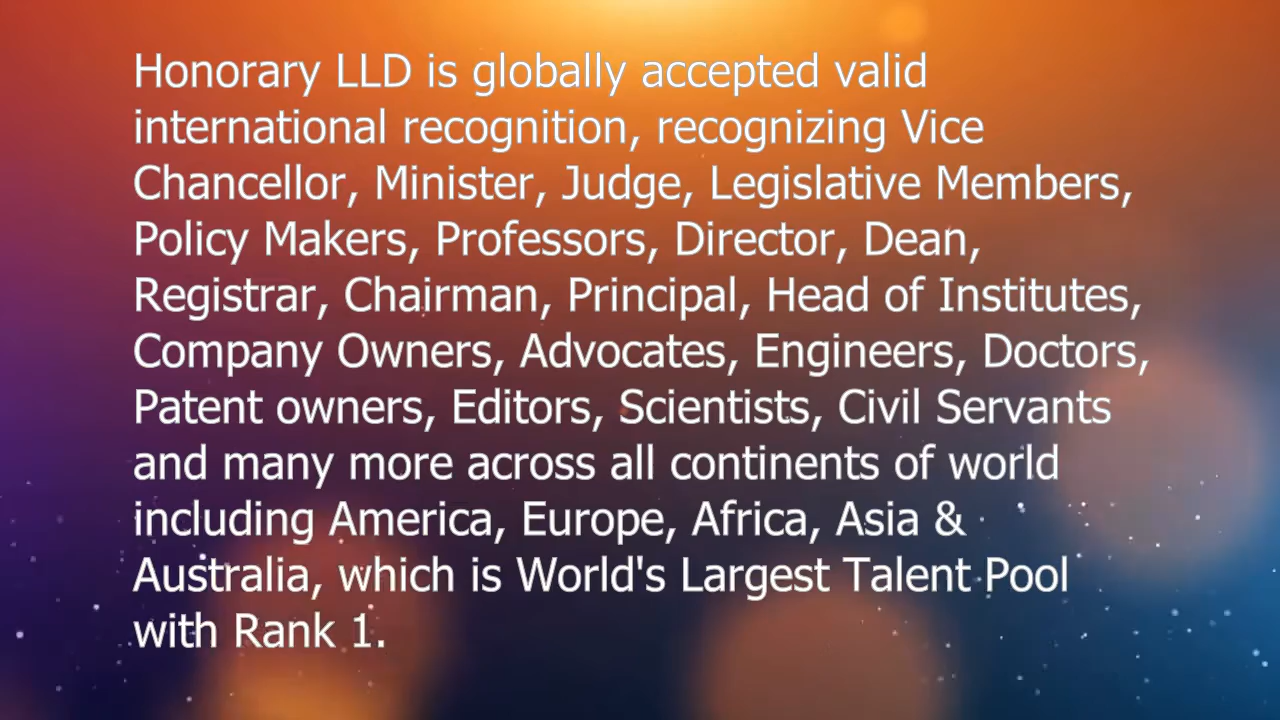 Honorary LLD is globally accepted valid
international recognition, recognizing Vice
Chancellor, Minister, Judge, Legislative Members,
Policy Makers, Professors, Director, Dean,
Registrar, Chairman, Principal, Head of Institutes,
Company Owners, Advocates, Engineers, Doctors,
Patent owners, Editors, Scientists, Civil Servants
and many more across all continents of world
including America, Europe, Africa, Asia &
Australia, which is World's Largest Talent Pool
with Rank 1.